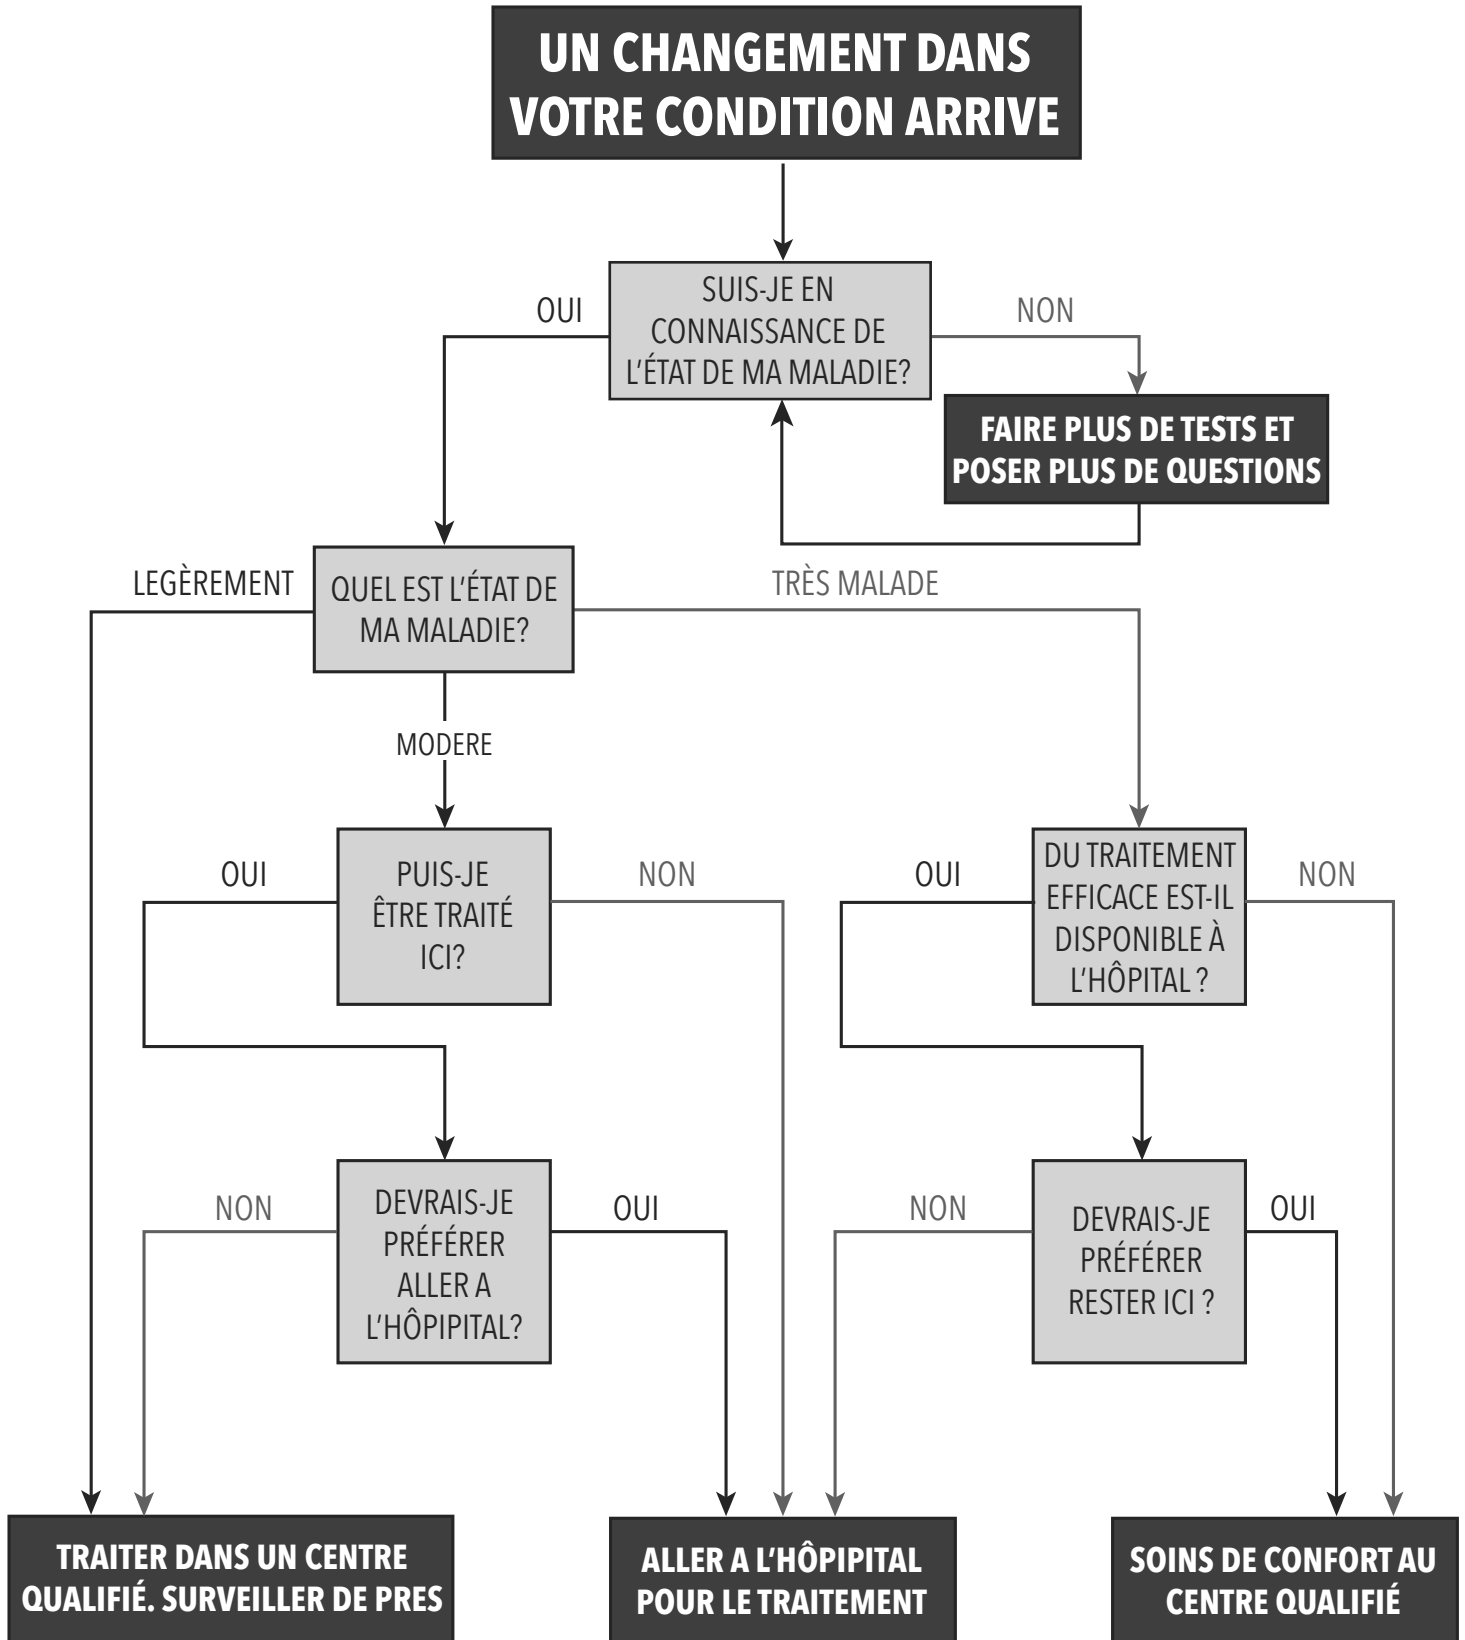 UN CHANGEMENT DANS
VOTRE CONDITION ARRIVE
OUI
SUIS-JE EN
CONNAISSANCE DE
L'ÉTAT DE MA MALADIE?
NON
FAIRE PLUS DE TESTS ET
POSER PLUS DE QUESTIONS
LEGÈREMENT
QUEL EST L'ÉTAT DE
MA MALADIE?
TRÈS MALADE
MODERE
OUI
PUIS-JE
ÊTRE TRAITÉ
ICI?
NON
OUI
DU TRAITEMENT
EFFICACE EST-IL
DISPONIBLE À
L'HÔPITAL ?
NON
NON
DEVRAIS-JE
PRÉFÉRER
ALLER A
L'HÔPIPITAL?
OUI
NON
DEVRAIS-JE
PRÉFÉRER
RESTER ICI ?
OUI
TRAITER DANS UN CENTRE
QUALIFIÉ. SURVEILLER DE PRES
ALLER A L'HÔPIPITAL
POUR LE TRAITEMENT
SOINS DE CONFORT AU
CENTRE QUALIFIÉ